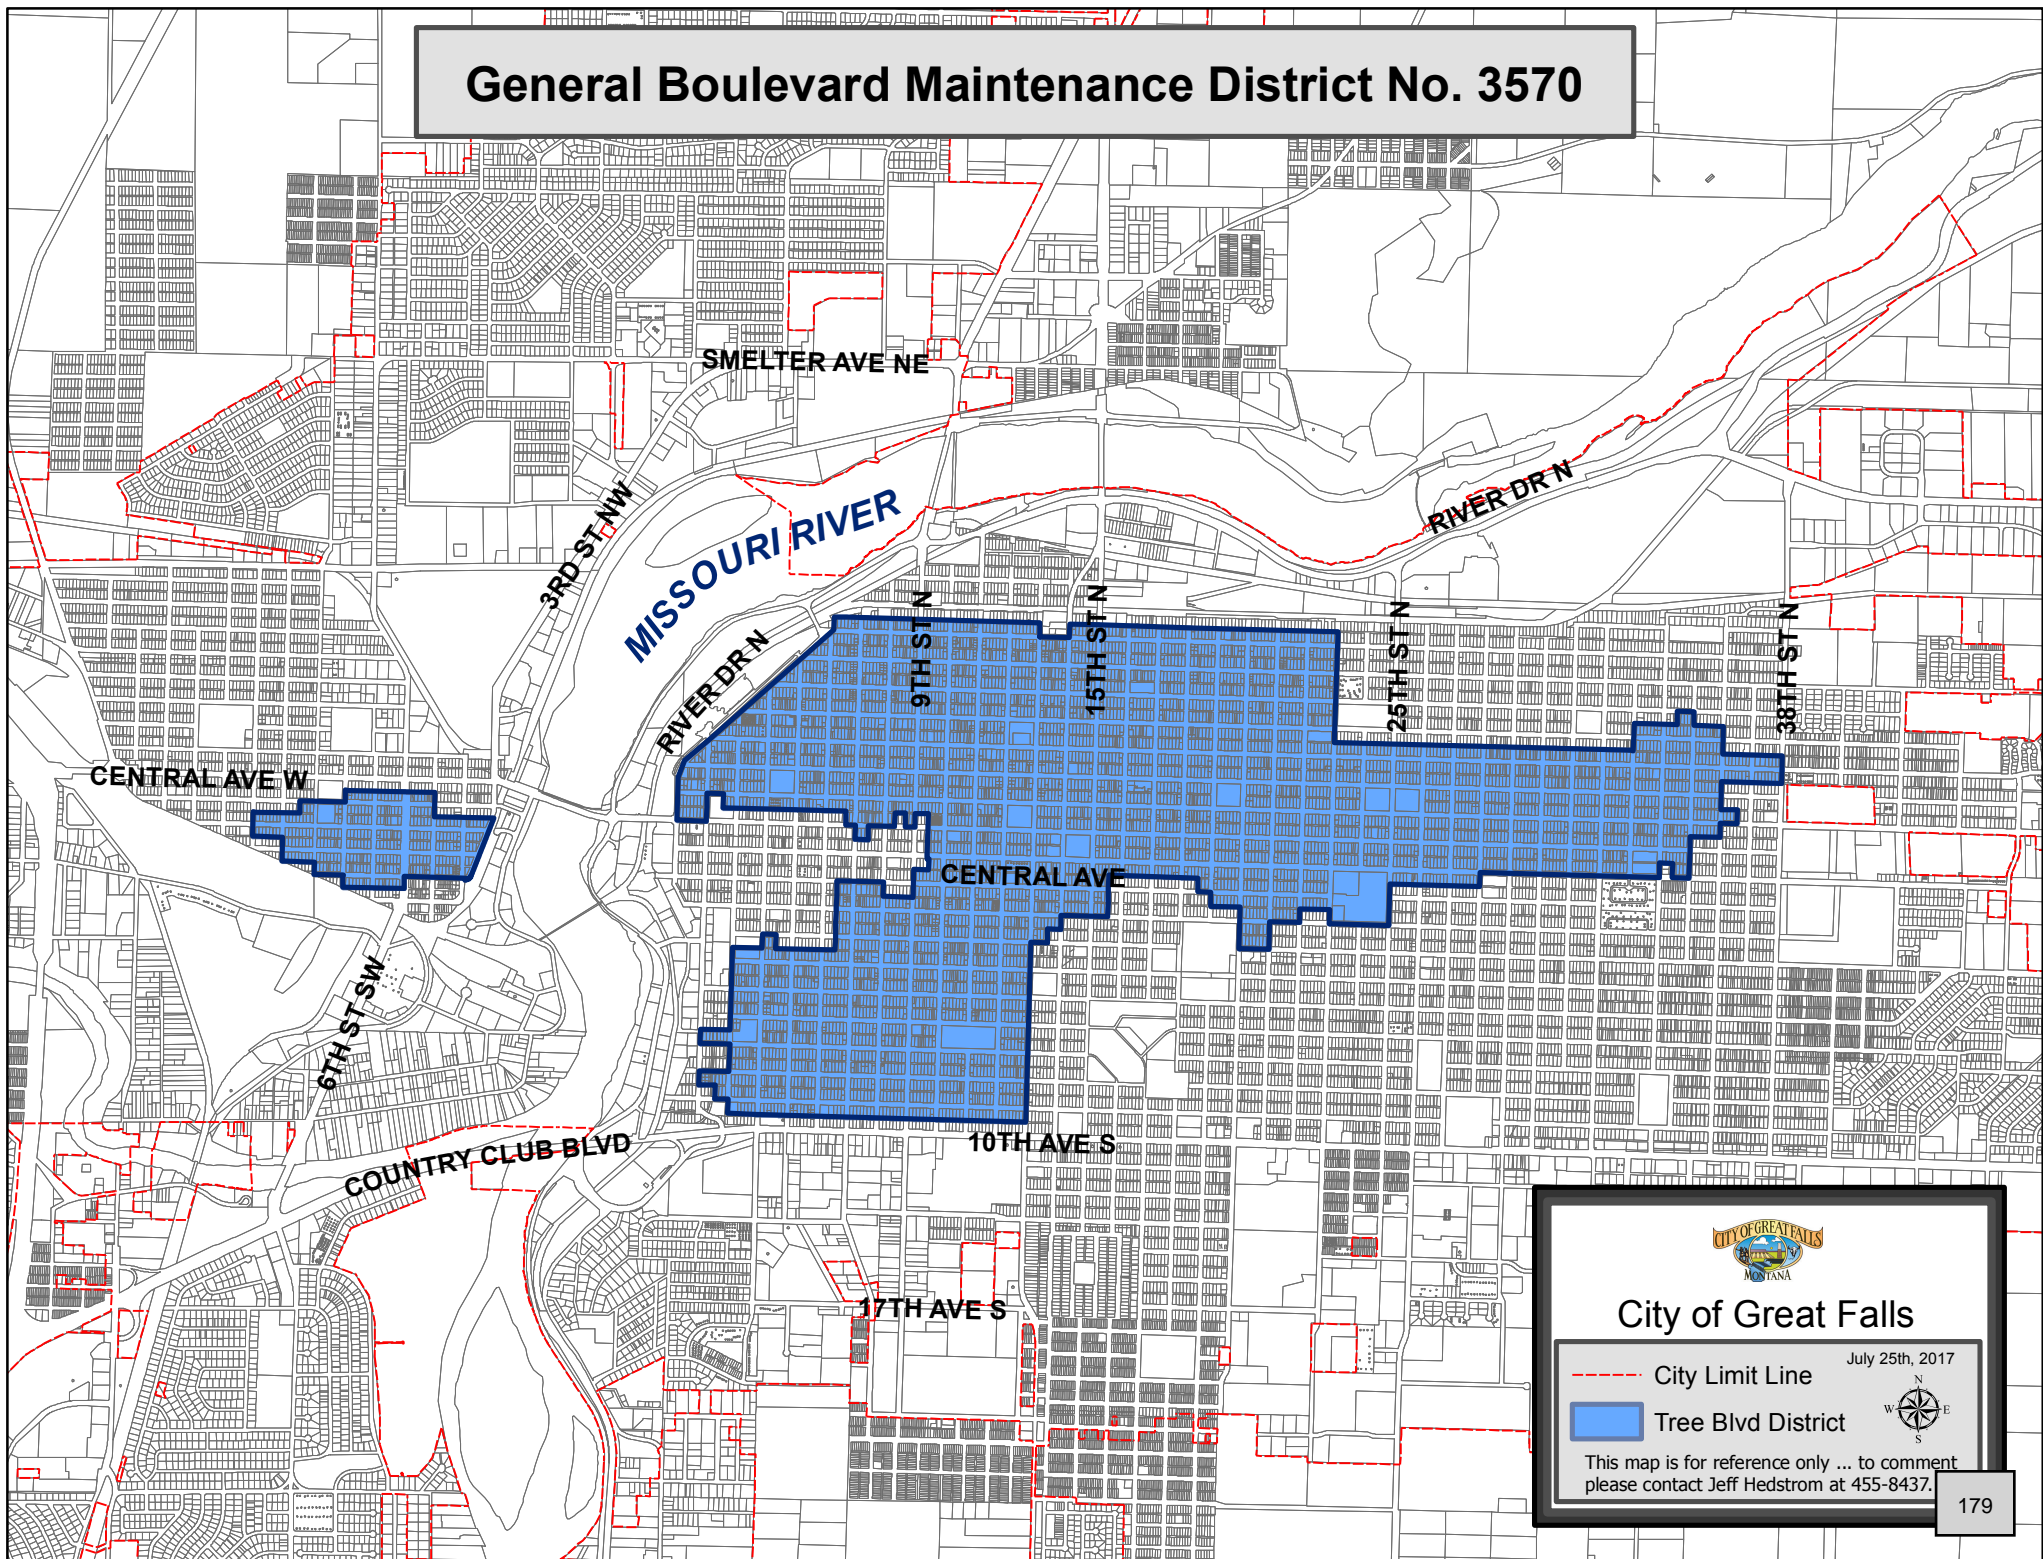 General Boulevard Maintenance District No. 3570
SMELTER AVE NE
3RD ST NW
MISSOURI RIVER
RIVER DR N
RIVER DR N
9TH ST N
15TH ST N
25TH ST N
38TH ST N
CENTRAL AVE W
CENTRAL AVE
6TH ST SW
COUNTRY CLUB BLVD
10TH AVE S
17TH AVE S
CITY OF GREAT FALLS
MONTANA
City of Great Falls
July 25th, 2017
City Limit Line
N
W E
S
Tree Blvd District
This map is for reference only ... to comment
please contact Jeff Hedstrom at 455-8437.
179